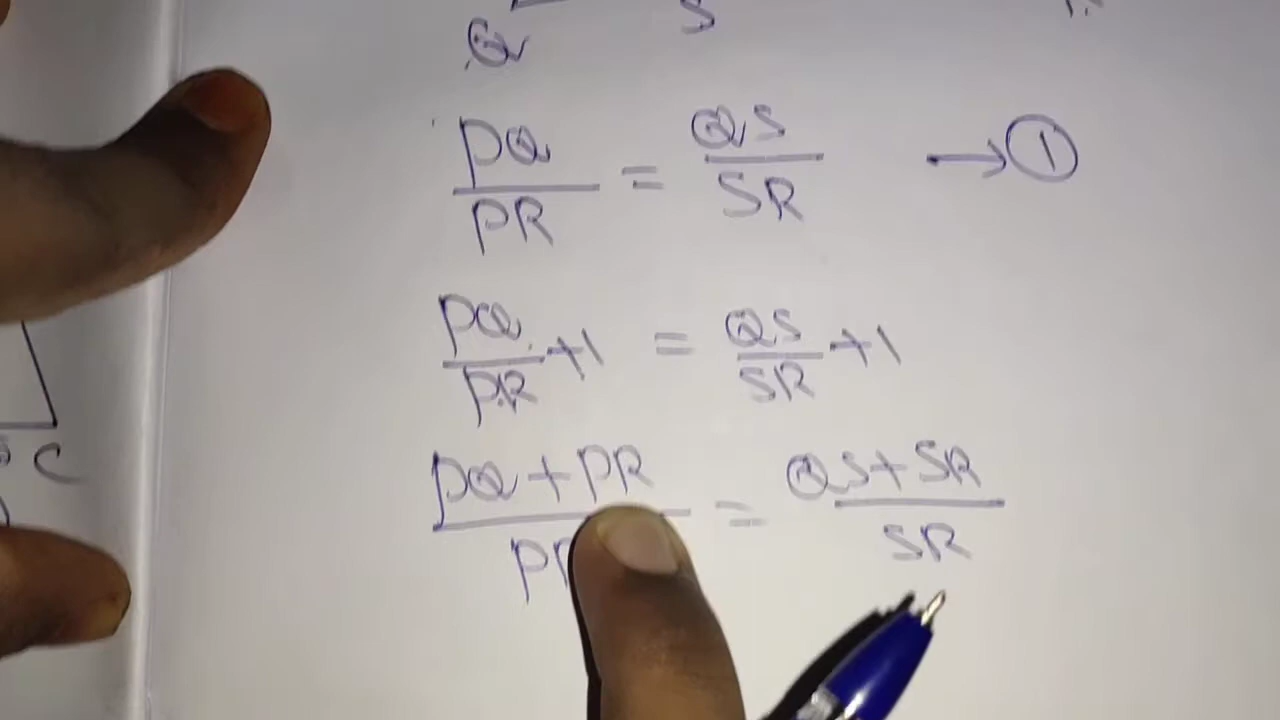 Q S
PQ/PR = QS/SR → ①
PQ/PR +1 = QS/SR +1
C
PQ + PR/PR = QS + SR/SR